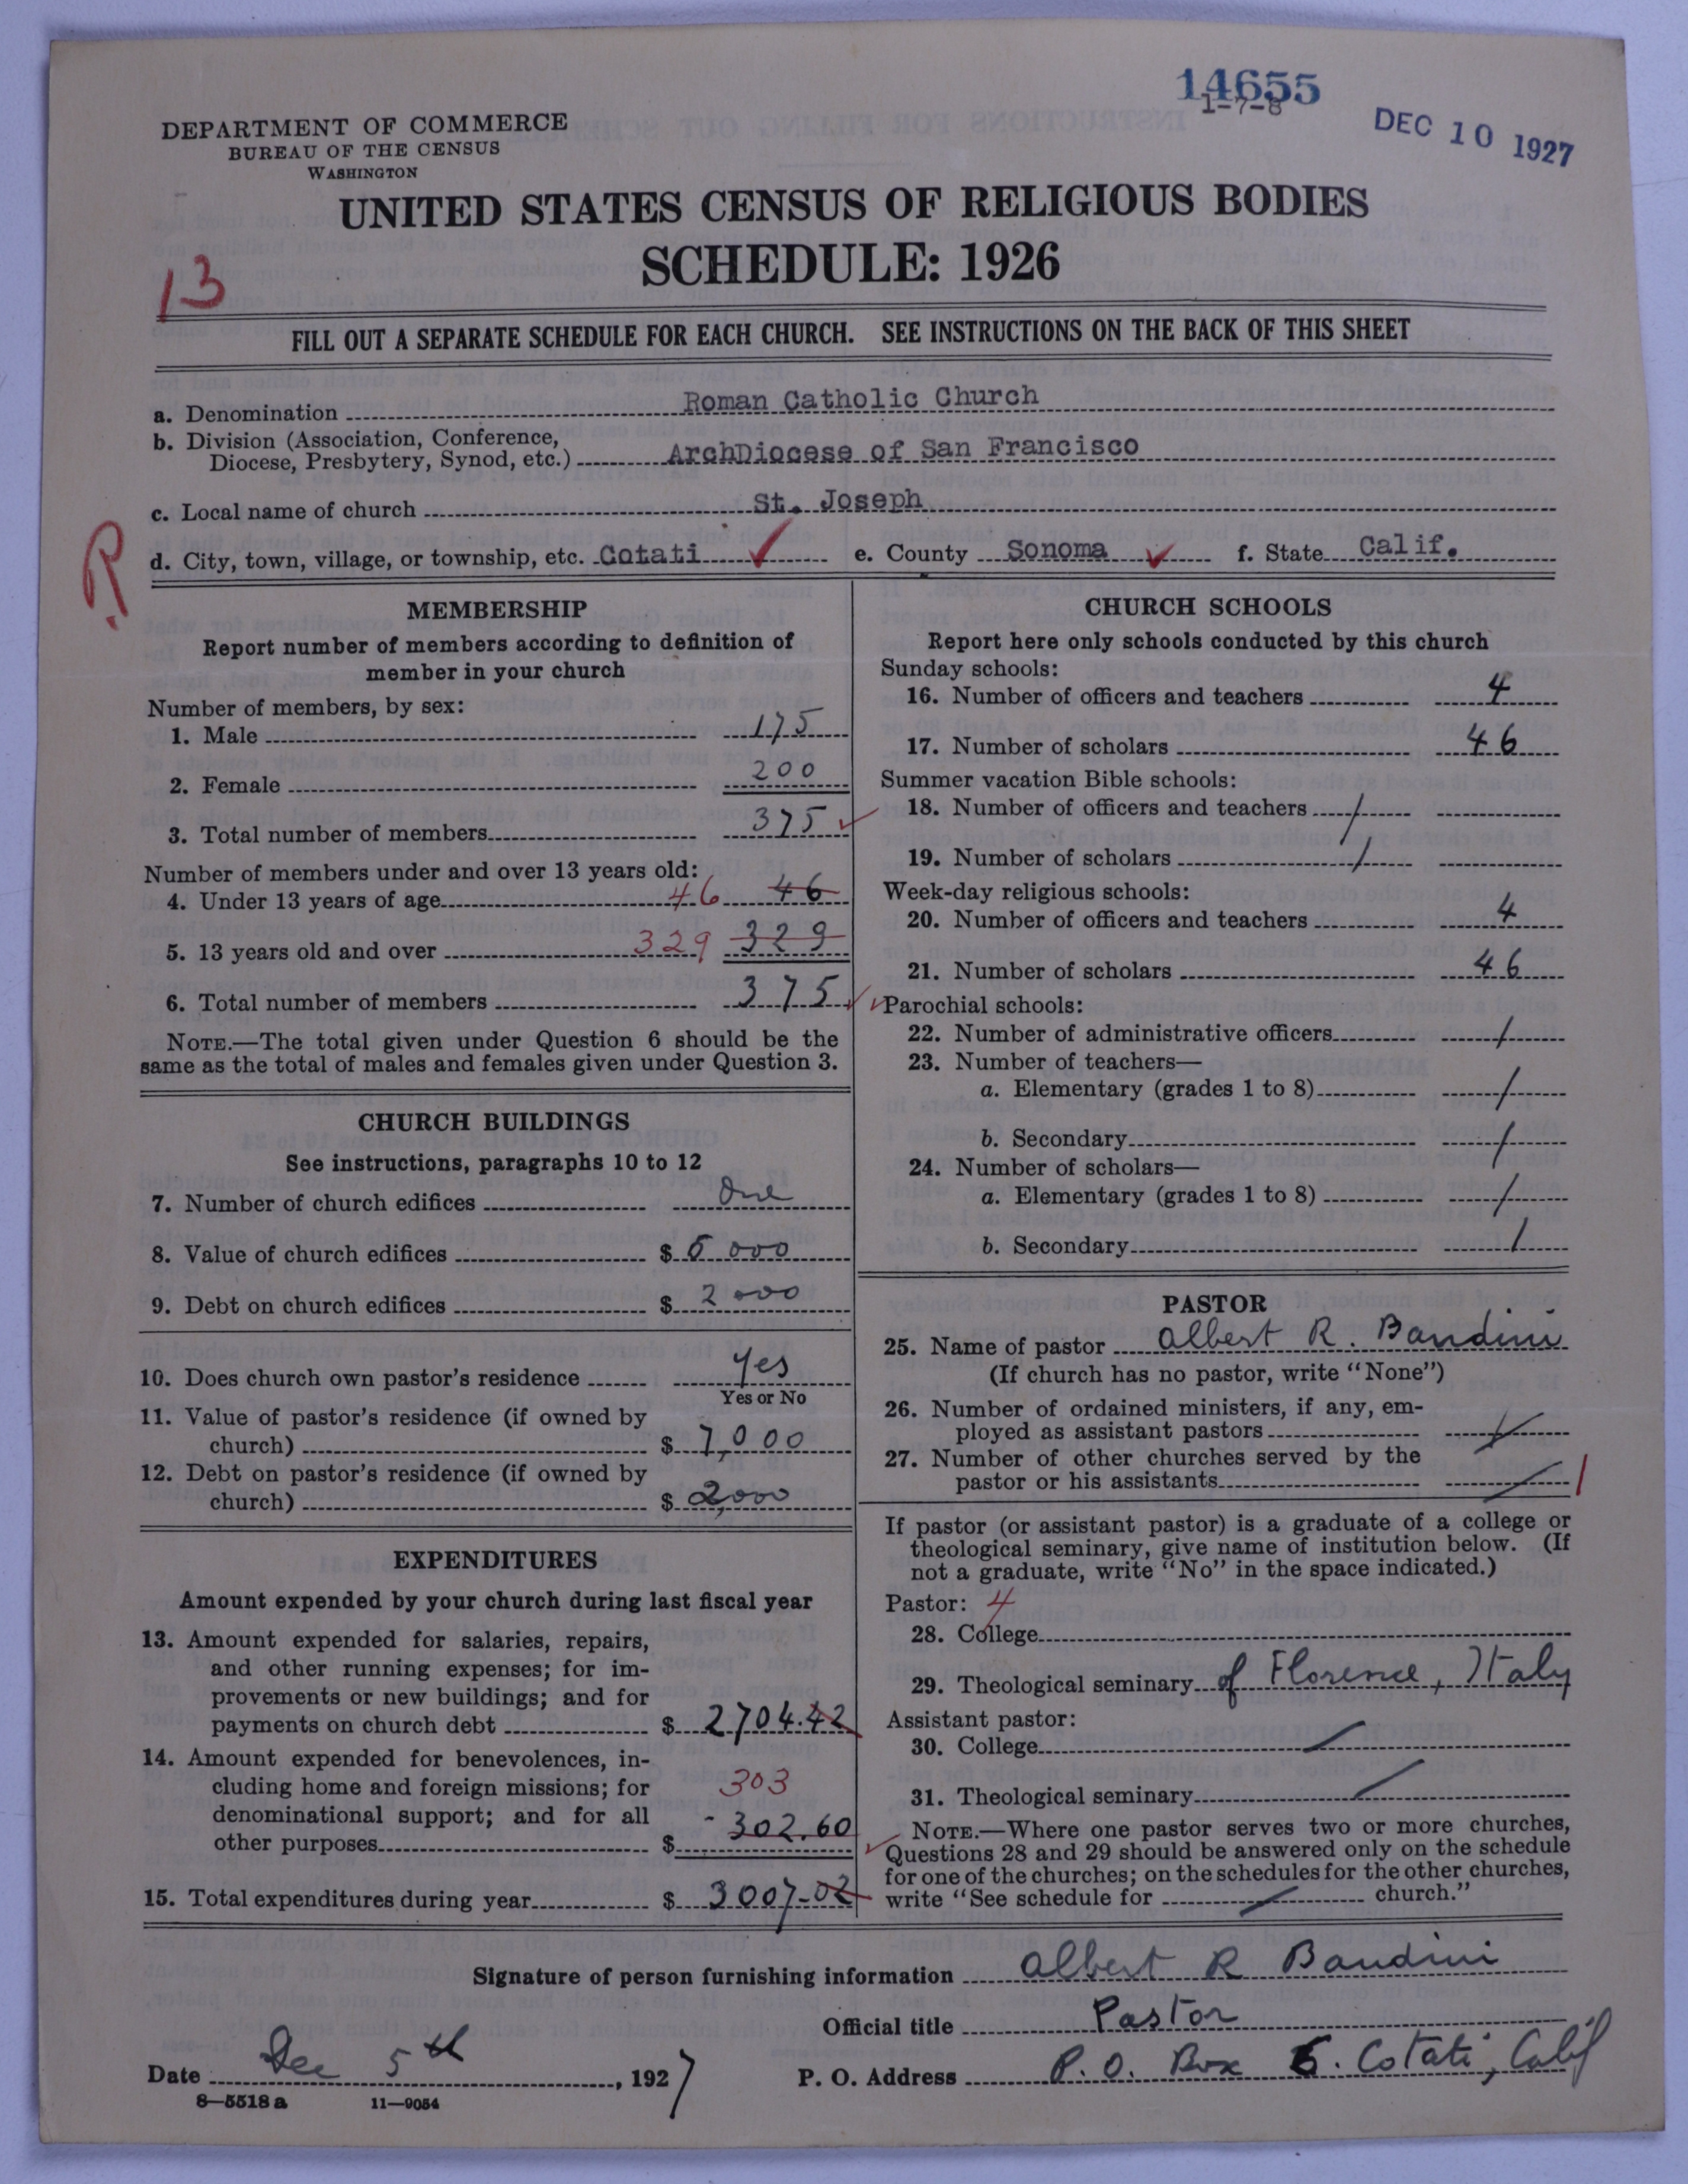 14655
1-7-8
DEC 10 1927
DEPARTMENT OF COMMERCE
BUREAU OF THE CENSUS
WASHINGTON
UNITED STATES CENSUS OF RELIGIOUS BODIES
SCHEDULE: 1926
13
FILL OUT A SEPARATE SCHEDULE FOR EACH CHURCH. SEE INSTRUCTIONS ON THE BACK OF THIS SHEET
a. Denomination Roman Catholic Church
b. Division (Association, Conference,
Diocese, Presbytery, Synod, etc.) ArchDiocese of San Francisco
c. Local name of church St. Joseph
R
d. City, town, village, or township, etc. Cotati ✓ e. County Sonoma ✓ f. State Calif.
MEMBERSHIP
Report number of members according to definition of
member in your church
Number of members, by sex:
1. Male 175
2. Female 200
3. Total number of members 375 ✓
Number of members under and over 13 years old:
4. Under 13 years of age 46 46
5. 13 years old and over 329 329
6. Total number of members 375 ✓
NOTE.—The total given under Question 6 should be the
same as the total of males and females given under Question 3.
CHURCH BUILDINGS
See instructions, paragraphs 10 to 12
7. Number of church edifices One
8. Value of church edifices $ 5 000
9. Debt on church edifices $ 2 000
10. Does church own pastor's residence Yes
Yes or No
11. Value of pastor's residence (if owned by
church) $ 7,000
12. Debt on pastor's residence (if owned by
church) $ 2,000
EXPENDITURES
Amount expended by your church during last fiscal year
13. Amount expended for salaries, repairs,
and other running expenses; for im-
provements or new buildings; and for
payments on church debt $ 2704.42
14. Amount expended for benevolences, in-
cluding home and foreign missions; for 303
denominational support; and for all - 302.60
other purposes $
15. Total expenditures during year $ 3007-02
CHURCH SCHOOLS
Report here only schools conducted by this church
Sunday schools:
16. Number of officers and teachers 4
17. Number of scholars 46
Summer vacation Bible schools:
18. Number of officers and teachers /
19. Number of scholars /
Week-day religious schools:
20. Number of officers and teachers 4
21. Number of scholars 46
✓ Parochial schools:
22. Number of administrative officers /
23. Number of teachers—
a. Elementary (grades 1 to 8) /
b. Secondary /
24. Number of scholars—
a. Elementary (grades 1 to 8) /
b. Secondary /
PASTOR
25. Name of pastor Albert R. Bandini
(If church has no pastor, write "None")
26. Number of ordained ministers, if any, em-
ployed as assistant pastors /
27. Number of other churches served by the
pastor or his assistants / 1
If pastor (or assistant pastor) is a graduate of a college or
theological seminary, give name of institution below. (If
not a graduate, write "No" in the space indicated.)
Pastor: 4
28. College
29. Theological seminary of Florence, Italy
Assistant pastor:
30. College /
31. Theological seminary /
✓ NOTE.—Where one pastor serves two or more churches,
Questions 28 and 29 should be answered only on the schedule
for one of the churches; on the schedules for the other churches,
write "See schedule for / church."
Signature of person furnishing information Albert R Bandini
Official title Pastor
Date Dec 5th, 1927 P. O. Address P. O. Box 6. Cotati, Calif
8—5518 a 11—9054